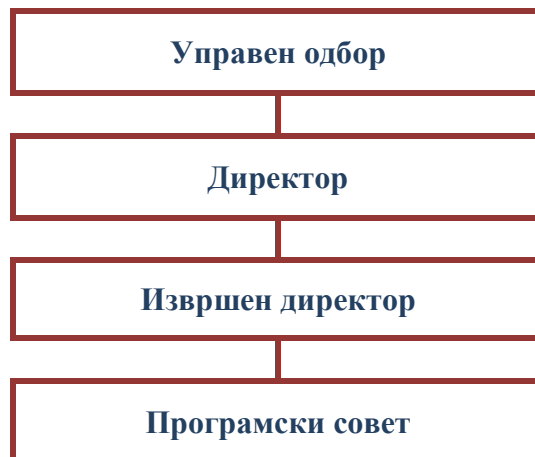 Управен одбор
Директор
Извршен директор
Програмски совет